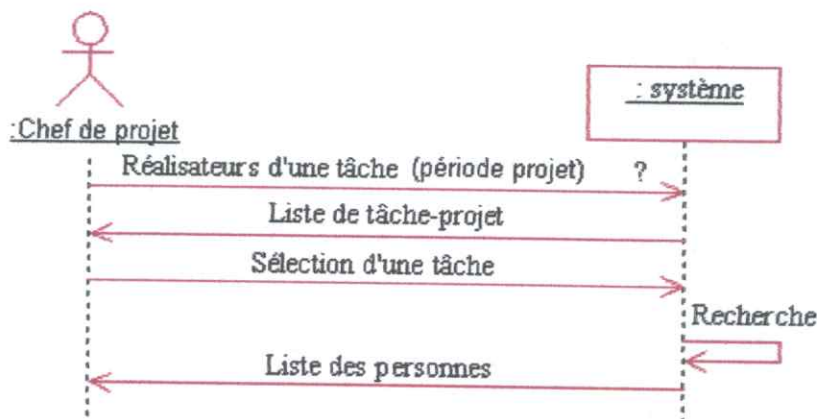 : système
:Chef de projet
Réalisateurs d'une tâche (période projet) ?
Liste de tâche-projet
Sélection d'une tâche
Recherche
Liste des personnes